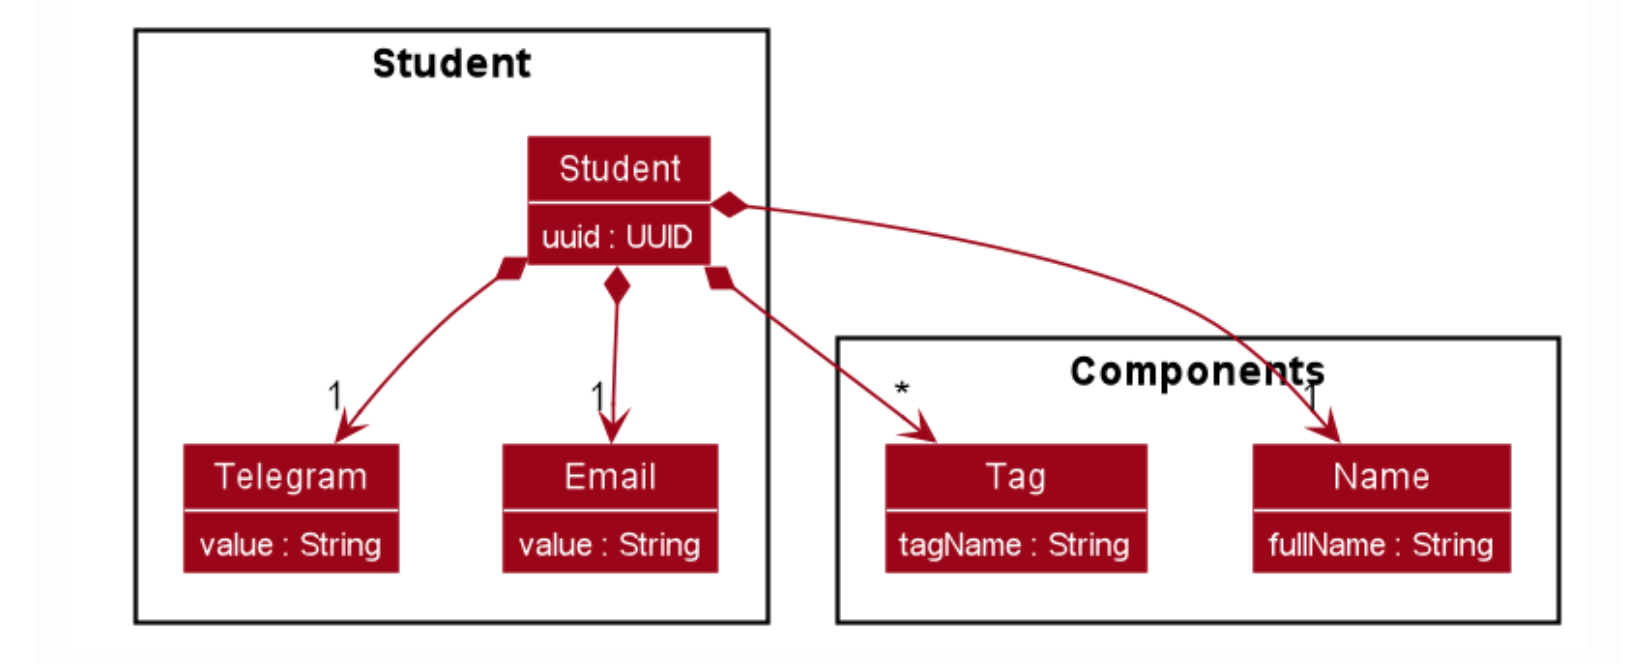 Student
Student
uuid : UUID
1
1
*
1
Components
Telegram
value : String
Email
value : String
Tag
tagName : String
Name
fullName : String